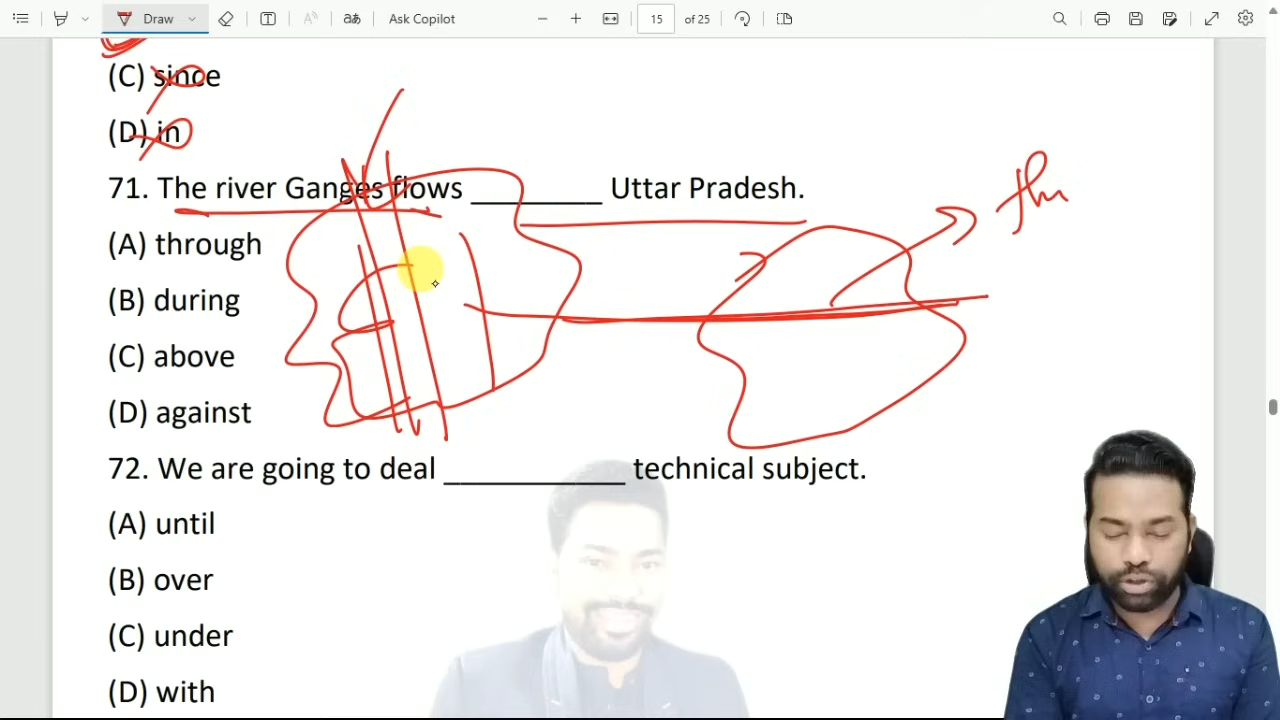 Draw
Ask Copilot
15 of 25
(C) since
(D) in
71. The river Ganges flows _________ Uttar Pradesh.
thr
(A) through
(B) during
(C) above
(D) against
72. We are going to deal ____________ technical subject.
(A) until
(B) over
(C) under
(D) with